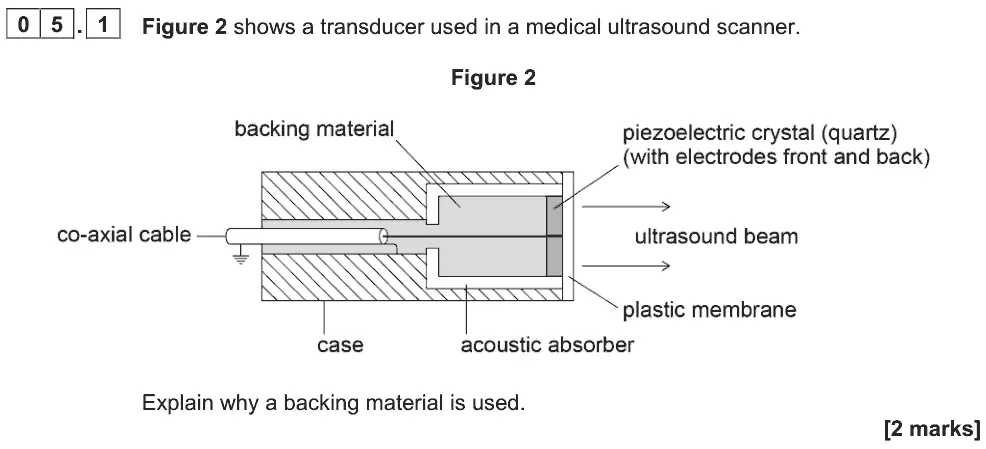 0 5 . 1 Figure 2 shows a transducer used in a medical ultrasound scanner.
Figure 2
backing material
piezoelectric crystal (quartz)
(with electrodes front and back)
co-axial cable
ultrasound beam
plastic membrane
case
acoustic absorber
Explain why a backing material is used.
[2 marks]